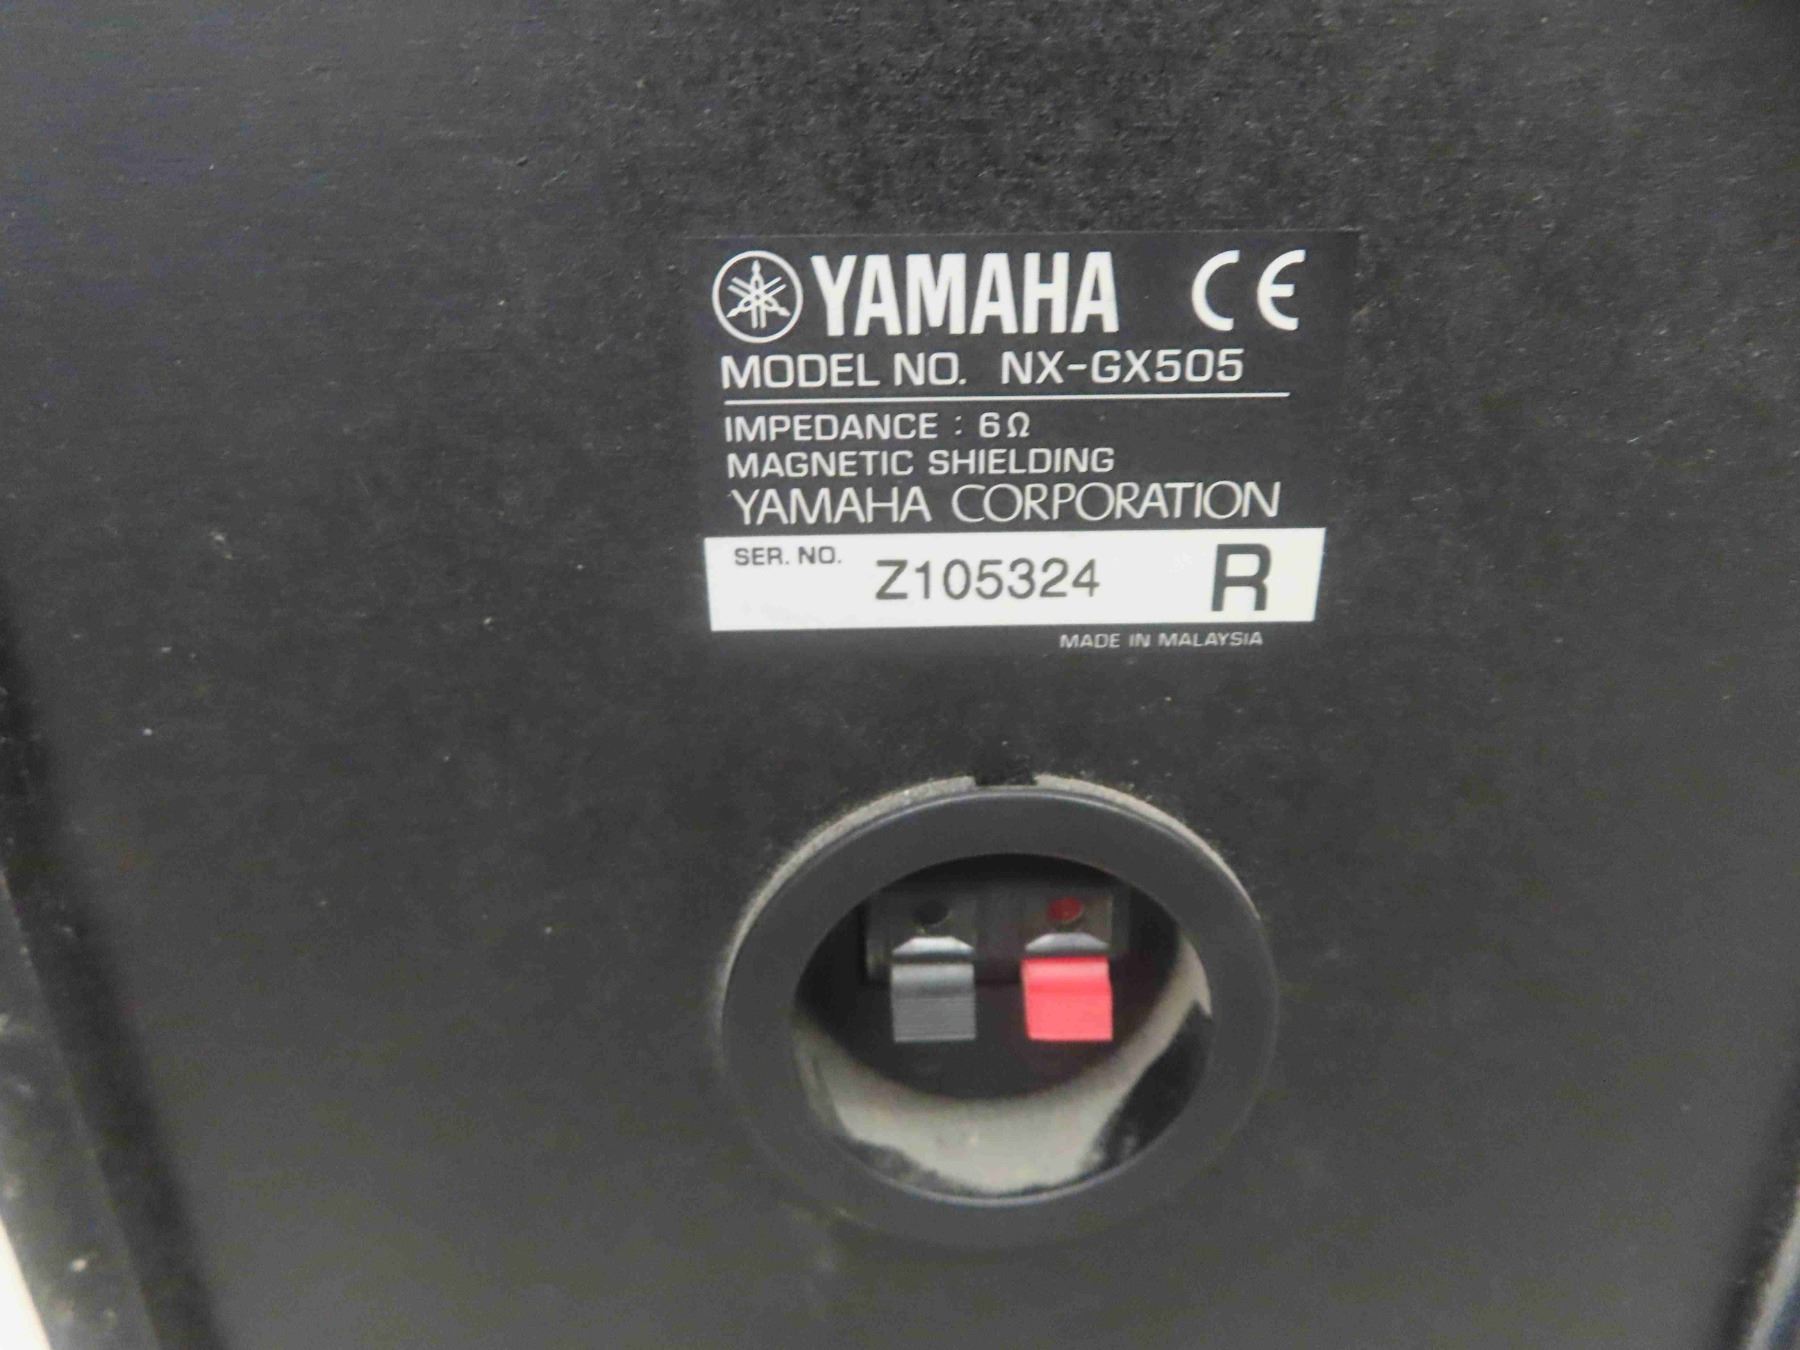 YAMAHA CE
MODEL NO. NX-GX505
IMPEDANCE : 6Ω
MAGNETIC SHIELDING
YAMAHA CORPORATION
SER. NO. Z105324 R
MADE IN MALAYSIA